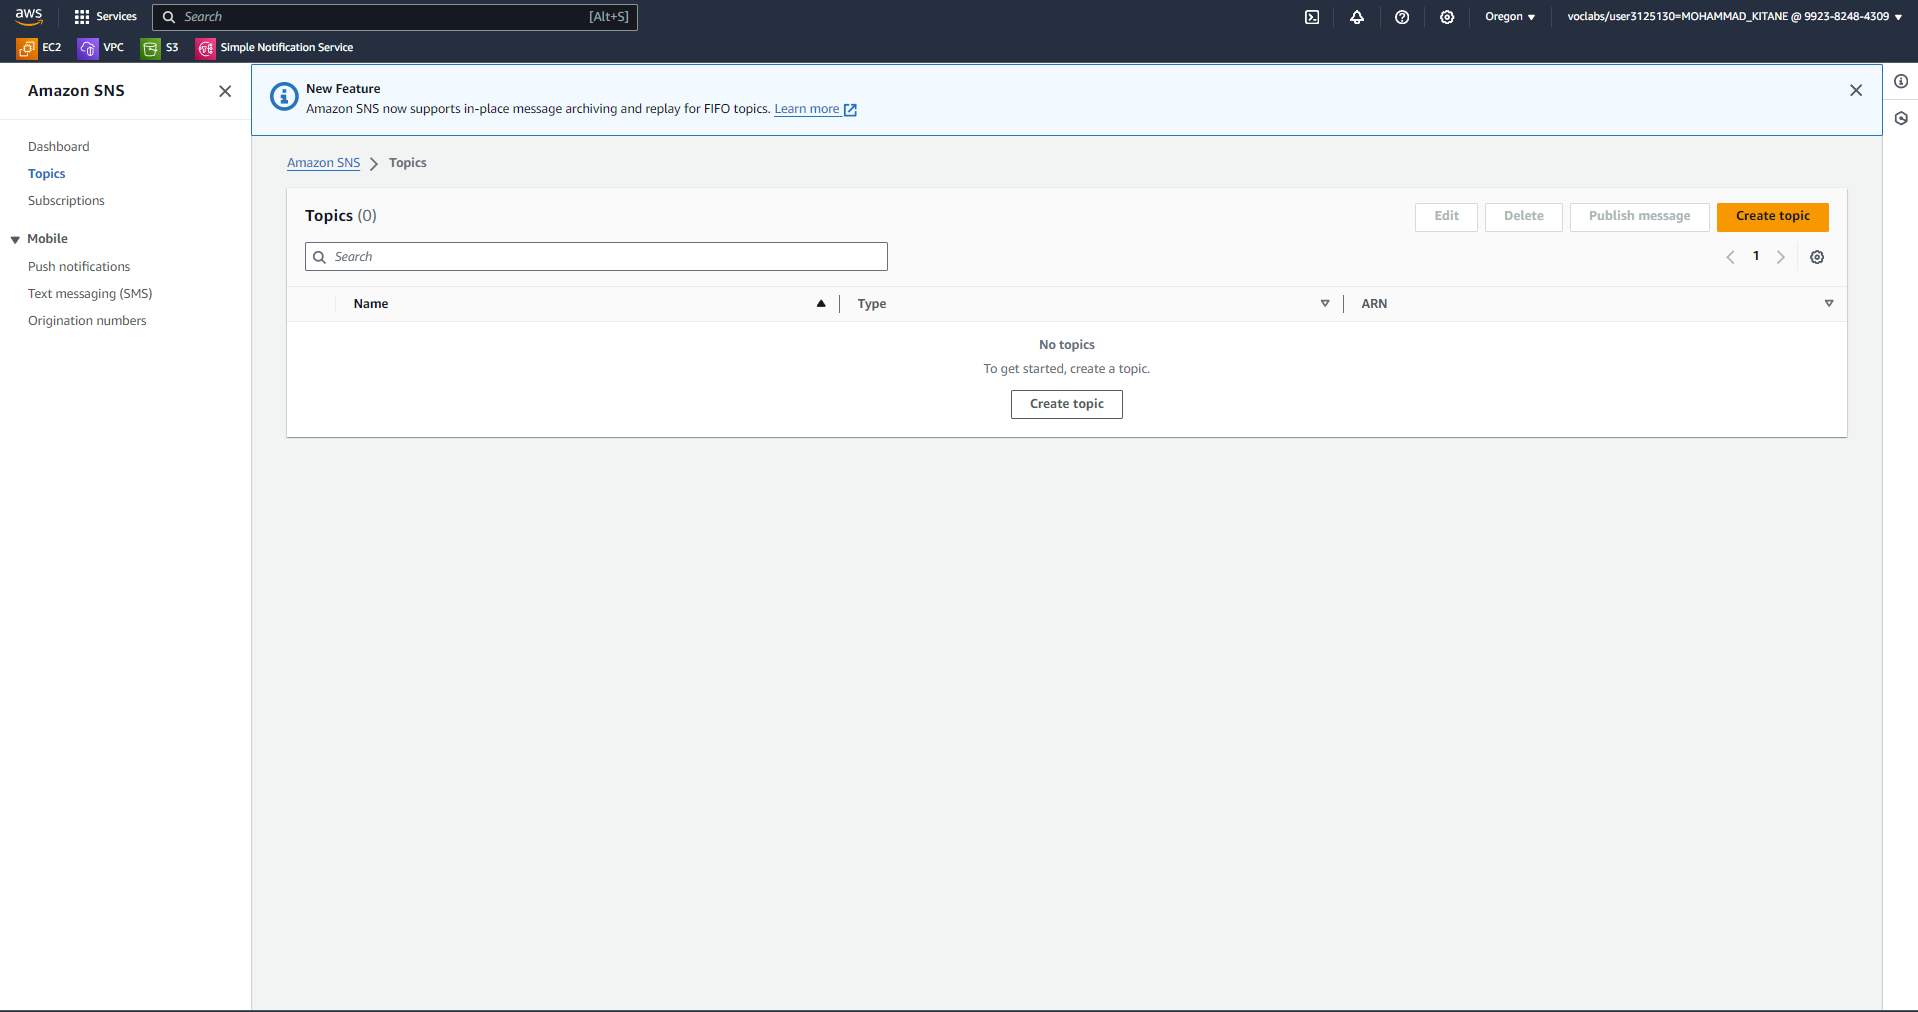 aws Services Search [Alt+S] Oregon voclabs/user3125130=MOHAMMAD_KITANE @ 9923-8248-4309
EC2 VPC S3 Simple Notification Service
Amazon SNS
Dashboard
Topics
Subscriptions
Mobile
Push notifications
Text messaging (SMS)
Origination numbers
New Feature
Amazon SNS now supports in-place message archiving and replay for FIFO topics. Learn more
Amazon SNS Topics
Topics (0) Edit Delete Publish message Create topic
Search 1
Name Type ARN
No topics
To get started, create a topic.
Create topic